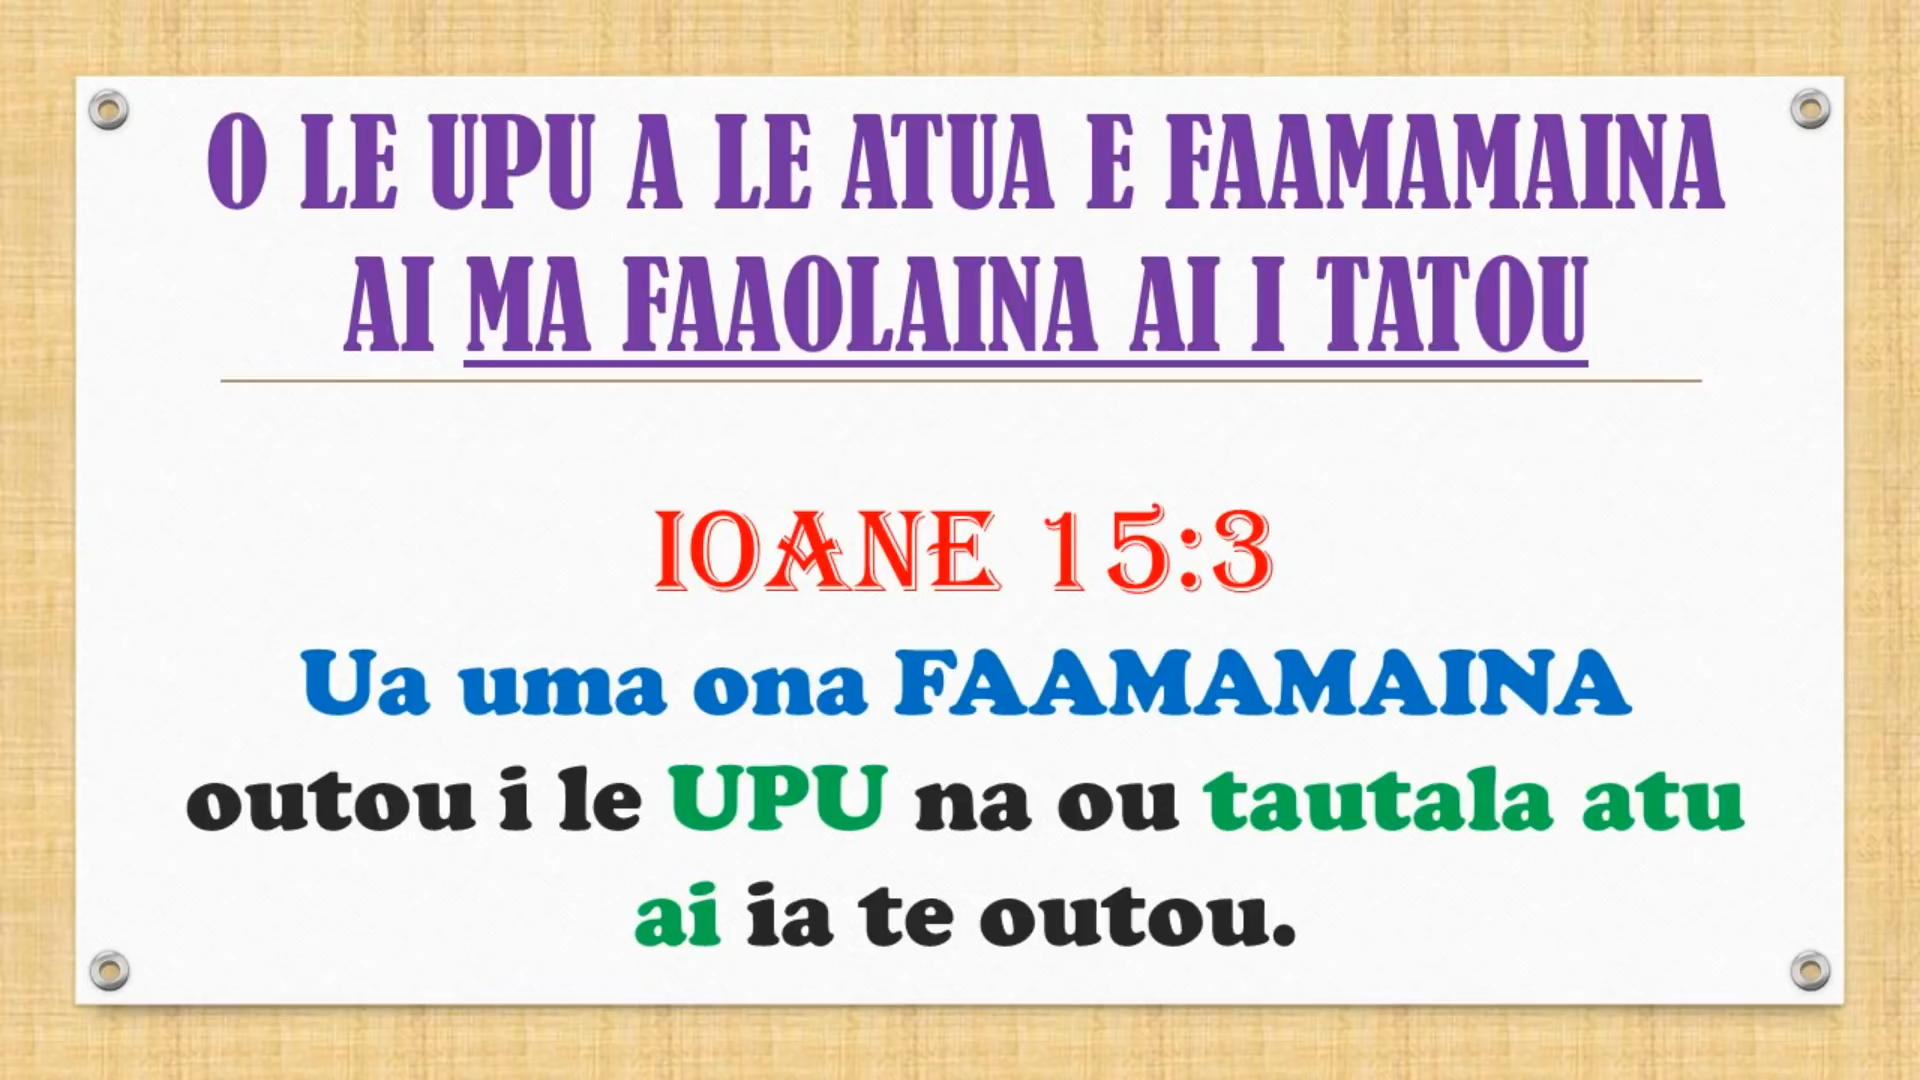 O LE UPU A LE ATUA E FAAMAMAINA
AI MA FAAOLAINA AI I TATOU
IOANE 15:3
Ua uma ona FAAMAMAINA
outou i le UPU na ou tautala atu
ai ia te outou.